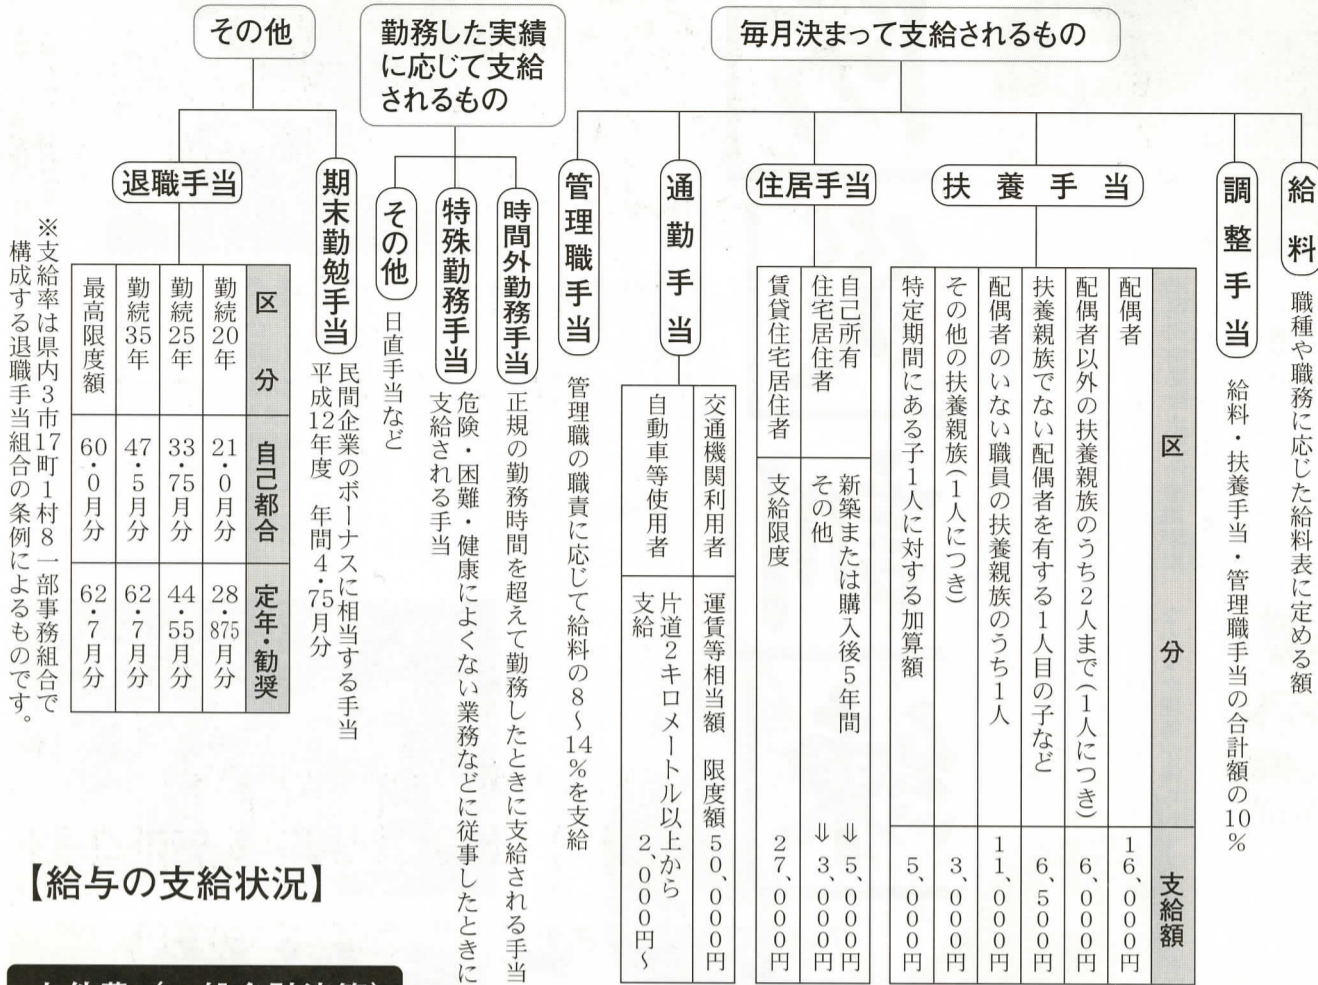 毎月決まって支給されるもの
給料
職種や職務に応じた給料表に定める額
調整手当
給料・扶養手当・管理職手当の合計額の10%
扶養手当
区分
支給額
配偶者
16、000円
配偶者以外の扶養親族のうち2人まで(1人につき)
6、000円
扶養親族でない配偶者を有する1人目の子など
6、500円
配偶者のいない職員の扶養親族のうち1人
11、000円
その他の扶養親族(1人につき)
3、000円
特定期間にある子1人に対する加算額
5、000円
住居手当
自己所有
住宅居住者
新築または購入後5年間⇒5、000円
その他⇒3、000円
賃貸住宅居住者
支給限度
27、000円
通勤手当
交通機関利用者
運賃等相当額 限度額50、000円
自動車等使用者
片道2キロメートル以上から
支給 2、000円~
管理職手当
管理職の職責に応じて給料の8~14%を支給
勤務した実績
に応じて支給
されるもの
時間外勤務手当
正規の勤務時間を超えて勤務したときに支給される手当
特殊勤務手当
危険・困難・健康によくない業務などに従事したときに
支給される手当
その他
日直手当など
その他
期末勤勉手当
民間企業のボーナスに相当する手当
平成12年度 年間4・75月分
退職手当
区分
自己都合
定年・勧奨
勤続20年
21・0月分
28・875月分
勤続25年
33・75月分
44・55月分
勤続35年
47・5月分
62・7月分
最高限度額
60・0月分
62・7月分
※支給率は県内3市17町1村8一部事務組合で
構成する退職手当組合の条例によるものです。
【給与の支給状況】